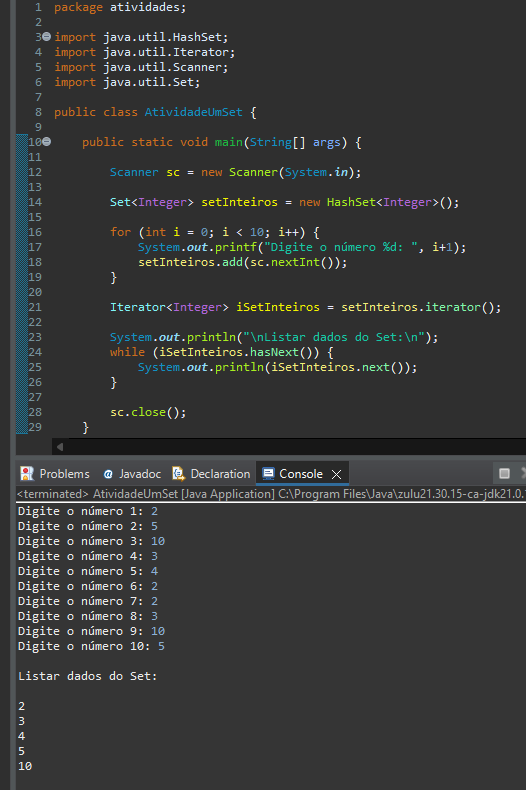 1 package atividades;
2
3 import java.util.HashSet;
4 import java.util.Iterator;
5 import java.util.Scanner;
6 import java.util.Set;
7
8 public class AtividadeUmSet {
9
10 public static void main(String[] args) {
11
12 Scanner sc = new Scanner(System.in);
13
14 Set<Integer> setInteiros = new HashSet<Integer>();
15
16 for (int i = 0; i < 10; i++) {
17 System.out.printf("Digite o número %d: ", i+1);
18 setInteiros.add(sc.nextInt());
19 }
20
21 Iterator<Integer> iSetInteiros = setInteiros.iterator();
22
23 System.out.println("\nListar dados do Set:\n");
24 while (iSetInteiros.hasNext()) {
25 System.out.println(iSetInteiros.next());
26 }
27
28 sc.close();
29 }
Problems Javadoc Declaration Console
<terminated> AtividadeUmSet [Java Application] C:\Program Files\Java\zulu21.30.15-ca-jdk21.0.1
Digite o número 1: 2
Digite o número 2: 5
Digite o número 3: 10
Digite o número 4: 3
Digite o número 5: 4
Digite o número 6: 2
Digite o número 7: 2
Digite o número 8: 3
Digite o número 9: 10
Digite o número 10: 5
Listar dados do Set:
2
3
4
5
10